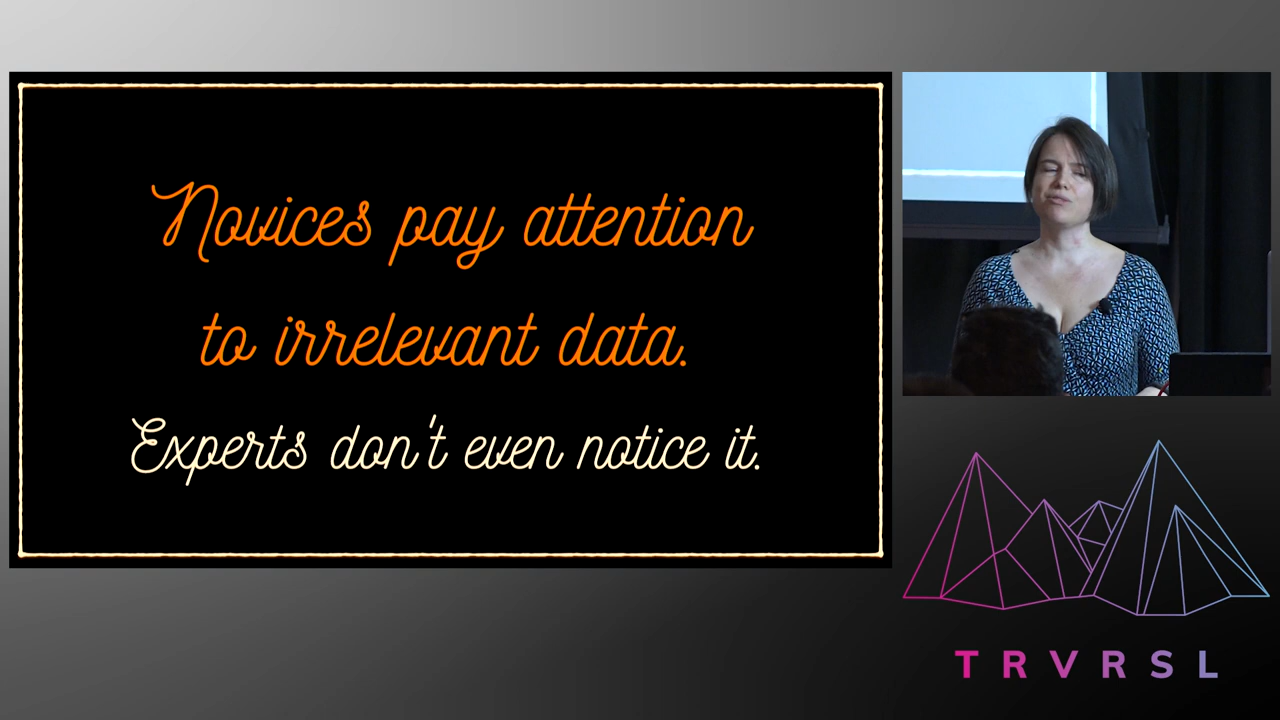 Novices pay attention
to irrelevant data.
Experts don't even notice it.
TRVRSL